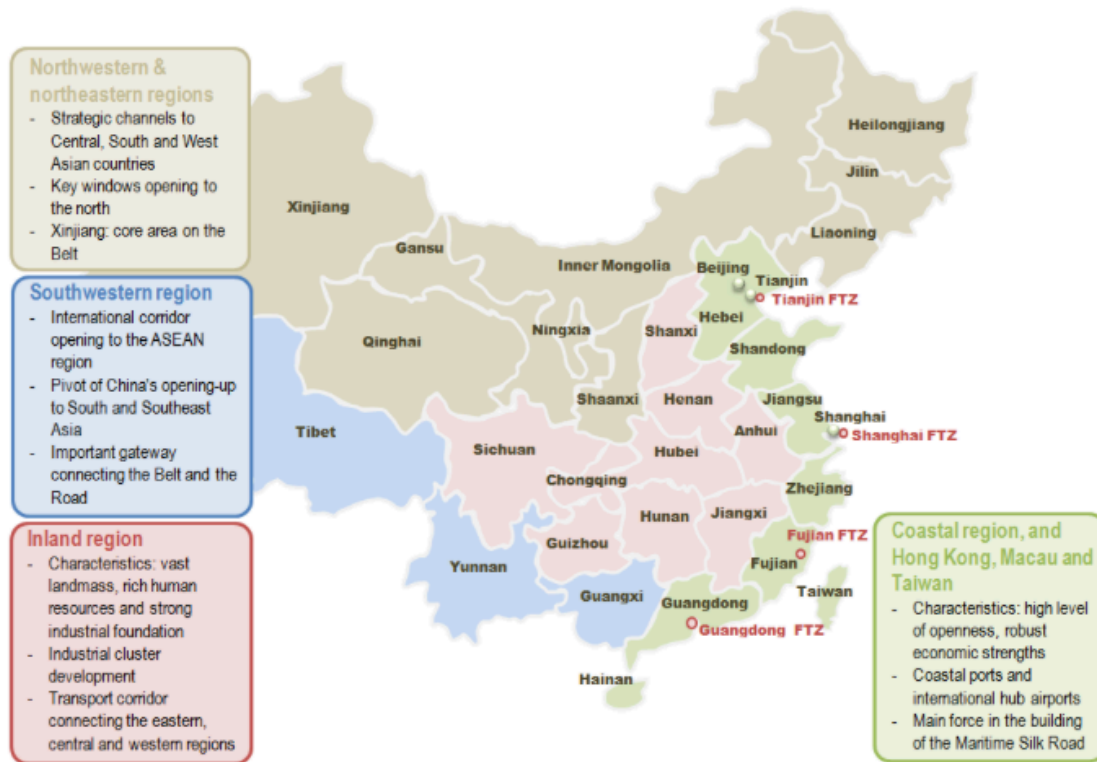 Northwestern &
northeastern regions
- Strategic channels to
Central, South and West
Asian countries
- Key windows opening to
the north
- Xinjiang: core area on the
Belt
Southwestern region
- International corridor
opening to the ASEAN
region
- Pivot of China's opening-up
to South and Southeast
Asia
- Important gateway
connecting the Belt and the
Road
Inland region
- Characteristics: vast
landmass, rich human
resources and strong
industrial foundation
- Industrial cluster
development
- Transport corridor
connecting the eastern,
central and western regions
Heilongjiang
Jilin
Liaoning
Xinjiang
Gansu
Inner Mongolia
Beijing
Tianjin
Tianjin FTZ
Hebei
Ningxia
Shanxi
Qinghai
Shandong
Shaanxi
Henan
Jiangsu
Shanghai
Shanghai FTZ
Tibet
Sichuan
Anhui
Hubei
Chongqing
Zhejiang
Hunan
Jiangxi
Guizhou
Fujian FTZ
Fujian
Yunnan
Guangxi
Guangdong
Taiwan
Guangdong FTZ
Hainan
Coastal region, and
Hong Kong, Macau and
Taiwan
- Characteristics: high level
of openness, robust
economic strengths
- Coastal ports and
international hub airports
- Main force in the building
of the Maritime Silk Road